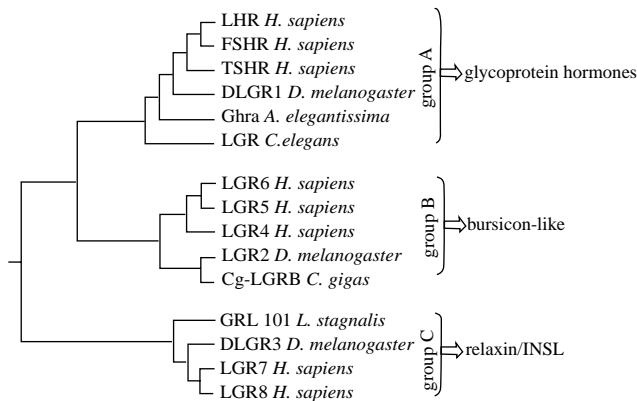 LHR H. sapiens
FSHR H. sapiens
TSHR H. sapiens
DLGR1 D. melanogaster
Ghra A. elegantissima
LGR C.elegans
group A
glycoprotein hormones
LGR6 H. sapiens
LGR5 H. sapiens
LGR4 H. sapiens
LGR2 D. melanogaster
Cg-LGRB C. gigas
group B
bursicon-like
GRL 101 L. stagnalis
DLGR3 D. melanogaster
LGR7 H. sapiens
LGR8 H. sapiens
group C
relaxin/INSL